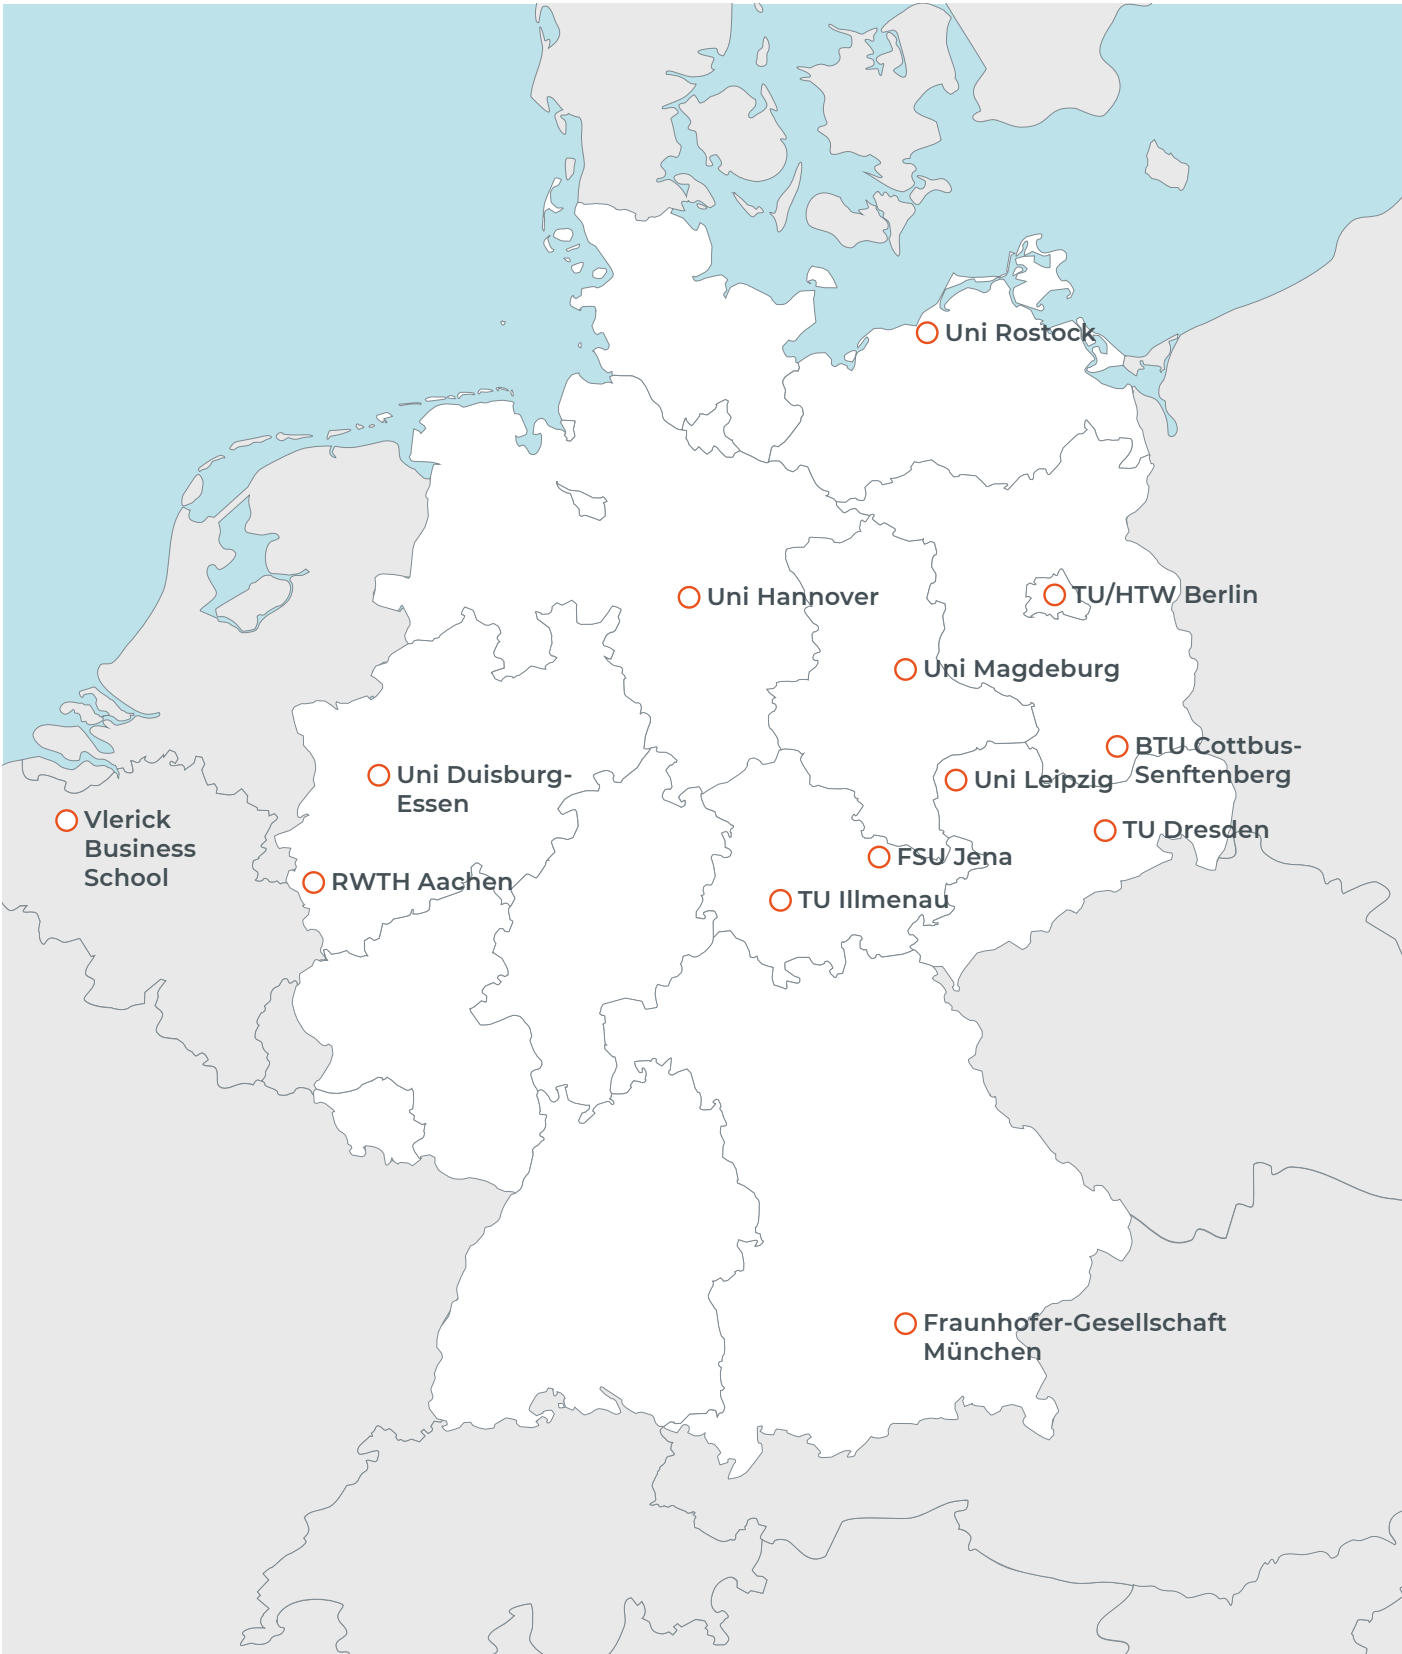 Uni Rostock
TU/HTW Berlin
Uni Hannover
Uni Magdeburg
BTU Cottbus-
Senftenberg
Uni Duisburg-
Essen
Uni Leipzig
Vlerick
Business
School
TU Dresden
FSU Jena
RWTH Aachen
TU Illmenau
Fraunhofer-Gesellschaft
München